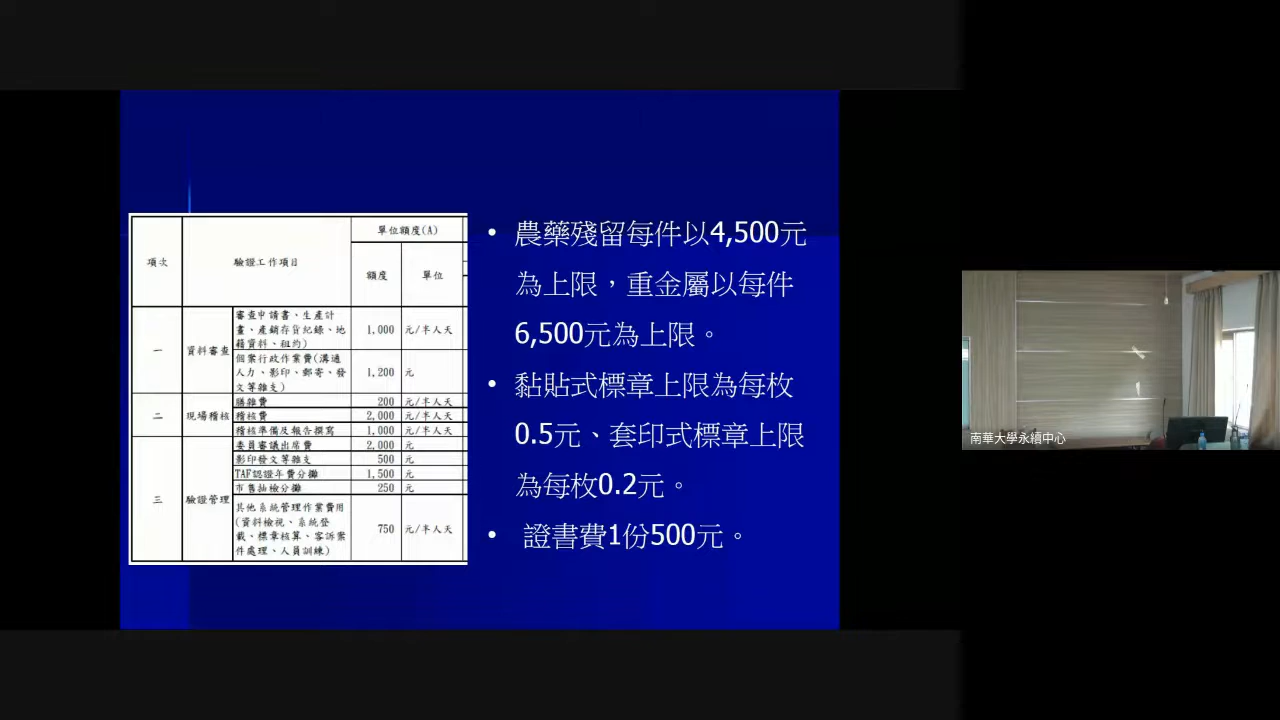 單位額度(A)
項次
驗證工作項目
額度
單位
一
資料審查
審查申請書、生產計
畫、產銷存貨紀錄、地
籍資料、租約)
1,000
元/半人天
個案行政作業費(溝通
人力、影印、郵寄、發
文等雜支)
1,200
元
二
現場稽核
膳雜費
200
元/半人天
稽核費
2,000
元/半人天
稽核準備及報告撰寫
1,000
元/半人天
三
驗證管理
委員審議出席費
2,000
元
影印發文等雜支
500
元
TAF認證年費分攤
1,500
元
市售抽檢分攤
250
元
其他系統管理作業費用
(資料檢視、系統登
載、標章核算、客訴案
件處理、人員訓練)
750
元/半人天
• 農藥殘留每件以4,500元
為上限，重金屬以每件
6,500元為上限。
• 黏貼式標章上限為每枚
0.5元、套印式標章上限
為每枚0.2元。
• 證書費1份500元。
南華大學永續中心